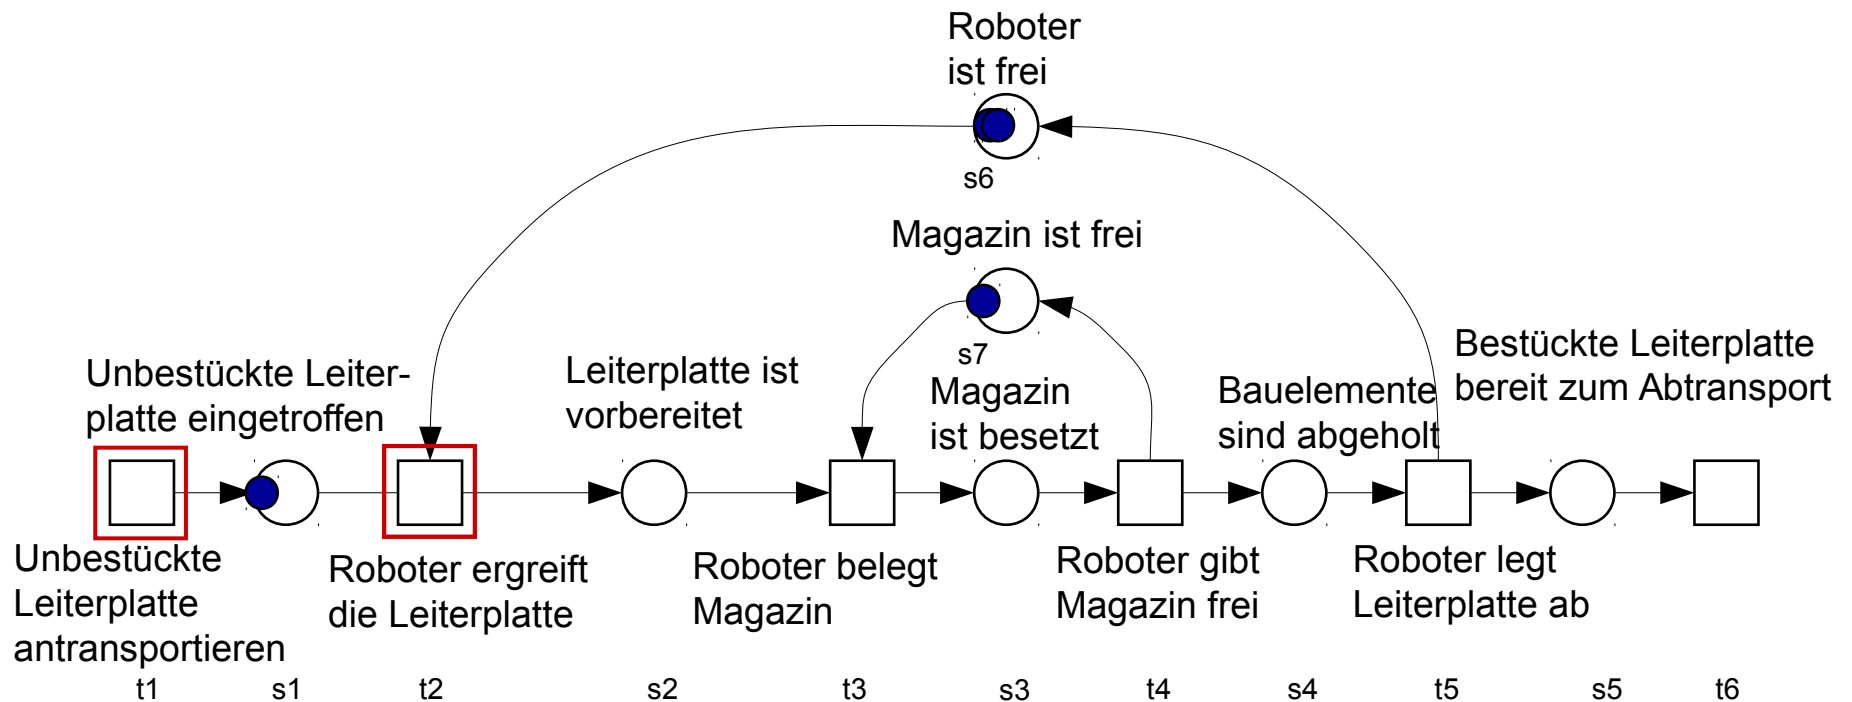 Roboter
ist frei
s6
Magazin ist frei
s7
Unbestückte Leiter-
platte eingetroffen
Leiterplatte ist
vorbereitet
Magazin
ist besetzt
Bauelemente
sind abgeholt
Bestückte Leiterplatte
bereit zum Abtransport
Unbestückte
Leiterplatte
antransportieren
Roboter ergreift
die Leiterplatte
Roboter belegt
Magazin
Roboter gibt
Magazin frei
Roboter legt
Leiterplatte ab
t1 s1 t2 s2 t3 s3 t4 s4 t5 s5 t6